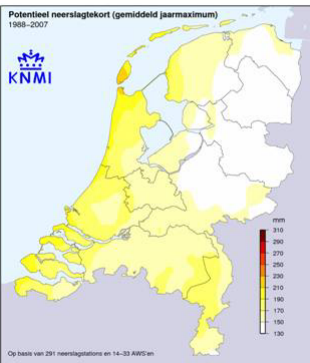 Potentieel neerslagtekort (gemiddeld jaarmaximum)
1988-2007
KNMI
mm
310
290
270
250
230
210
190
170
150
130
Op basis van 291 neerslagstations en 14-33 AWS'en